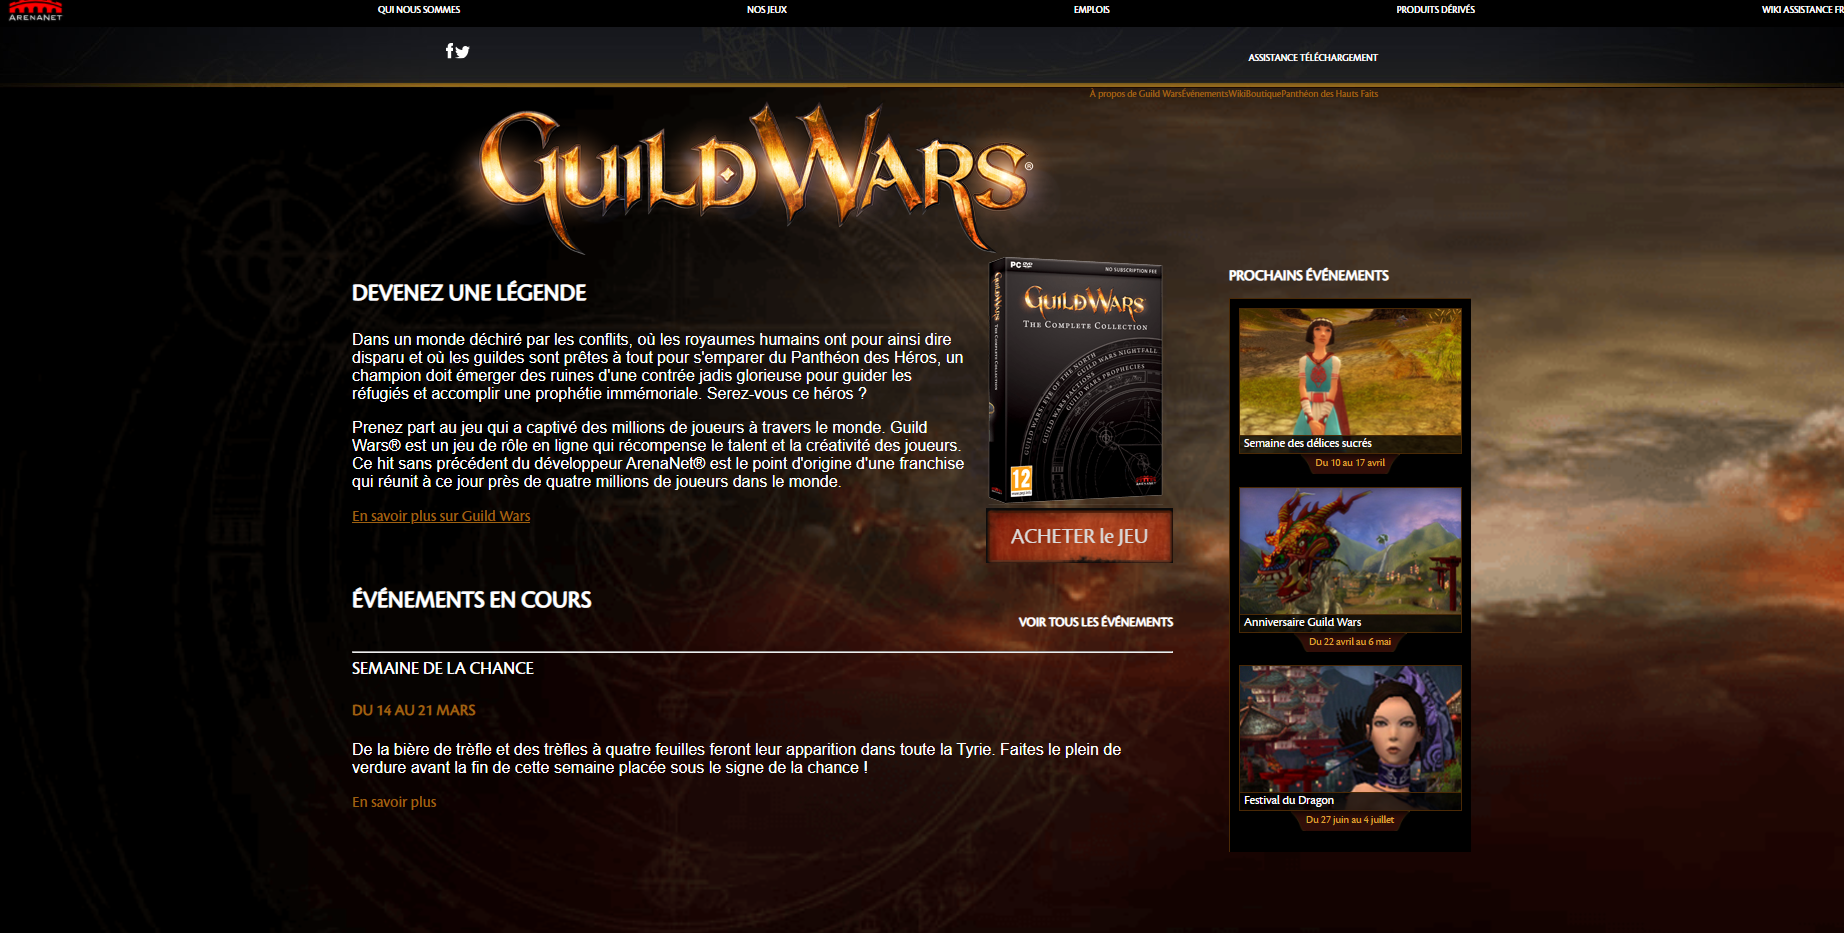 ARENANET
QUI NOUS SOMMES
NOS JEUX
EMPLOIS
PRODUITS DÉRIVÉS
WIKI ASSISTANCE FR
ASSISTANCE TÉLÉCHARGEMENT
À propos de Guild WarsÉvénementsWikiBoutiquePanthéon des Hauts Faits
GUILD WARS®
DEVENEZ UNE LÉGENDE
Dans un monde déchiré par les conflits, où les royaumes humains ont pour ainsi dire
disparu et où les guildes sont prêtes à tout pour s'emparer du Panthéon des Héros, un
champion doit émerger des ruines d'une contrée jadis glorieuse pour guider les
réfugiés et accomplir une prophétie immémoriale. Serez-vous ce héros ?
Prenez part au jeu qui a captivé des millions de joueurs à travers le monde. Guild
Wars® est un jeu de rôle en ligne qui récompense le talent et la créativité des joueurs.
Ce hit sans précédent du développeur ArenaNet® est le point d'origine d'une franchise
qui réunit à ce jour près de quatre millions de joueurs dans le monde.
En savoir plus sur Guild Wars
PC DVD
NO SUBSCRIPTION FEE
GUILD WARS
THE COMPLETE COLLECTION
GUILD WARS: EYE OF THE NORTH
GUILD WARS NIGHTFALL
GUILD WARS FACTIONS
GUILD WARS PROPHECIES
GUILD WARS THE COMPLETE COLLECTION
12
ACHETER le JEU
ÉVÉNEMENTS EN COURS
VOIR TOUS LES ÉVÉNEMENTS
SEMAINE DE LA CHANCE
DU 14 AU 21 MARS
De la bière de trèfle et des trèfles à quatre feuilles feront leur apparition dans toute la Tyrie. Faites le plein de
verdure avant la fin de cette semaine placée sous le signe de la chance !
En savoir plus
PROCHAINS ÉVÉNEMENTS
Semaine des délices sucrés
Du 10 au 17 avril
Anniversaire Guild Wars
Du 22 avril au 6 mai
Festival du Dragon
Du 27 juin au 4 juillet